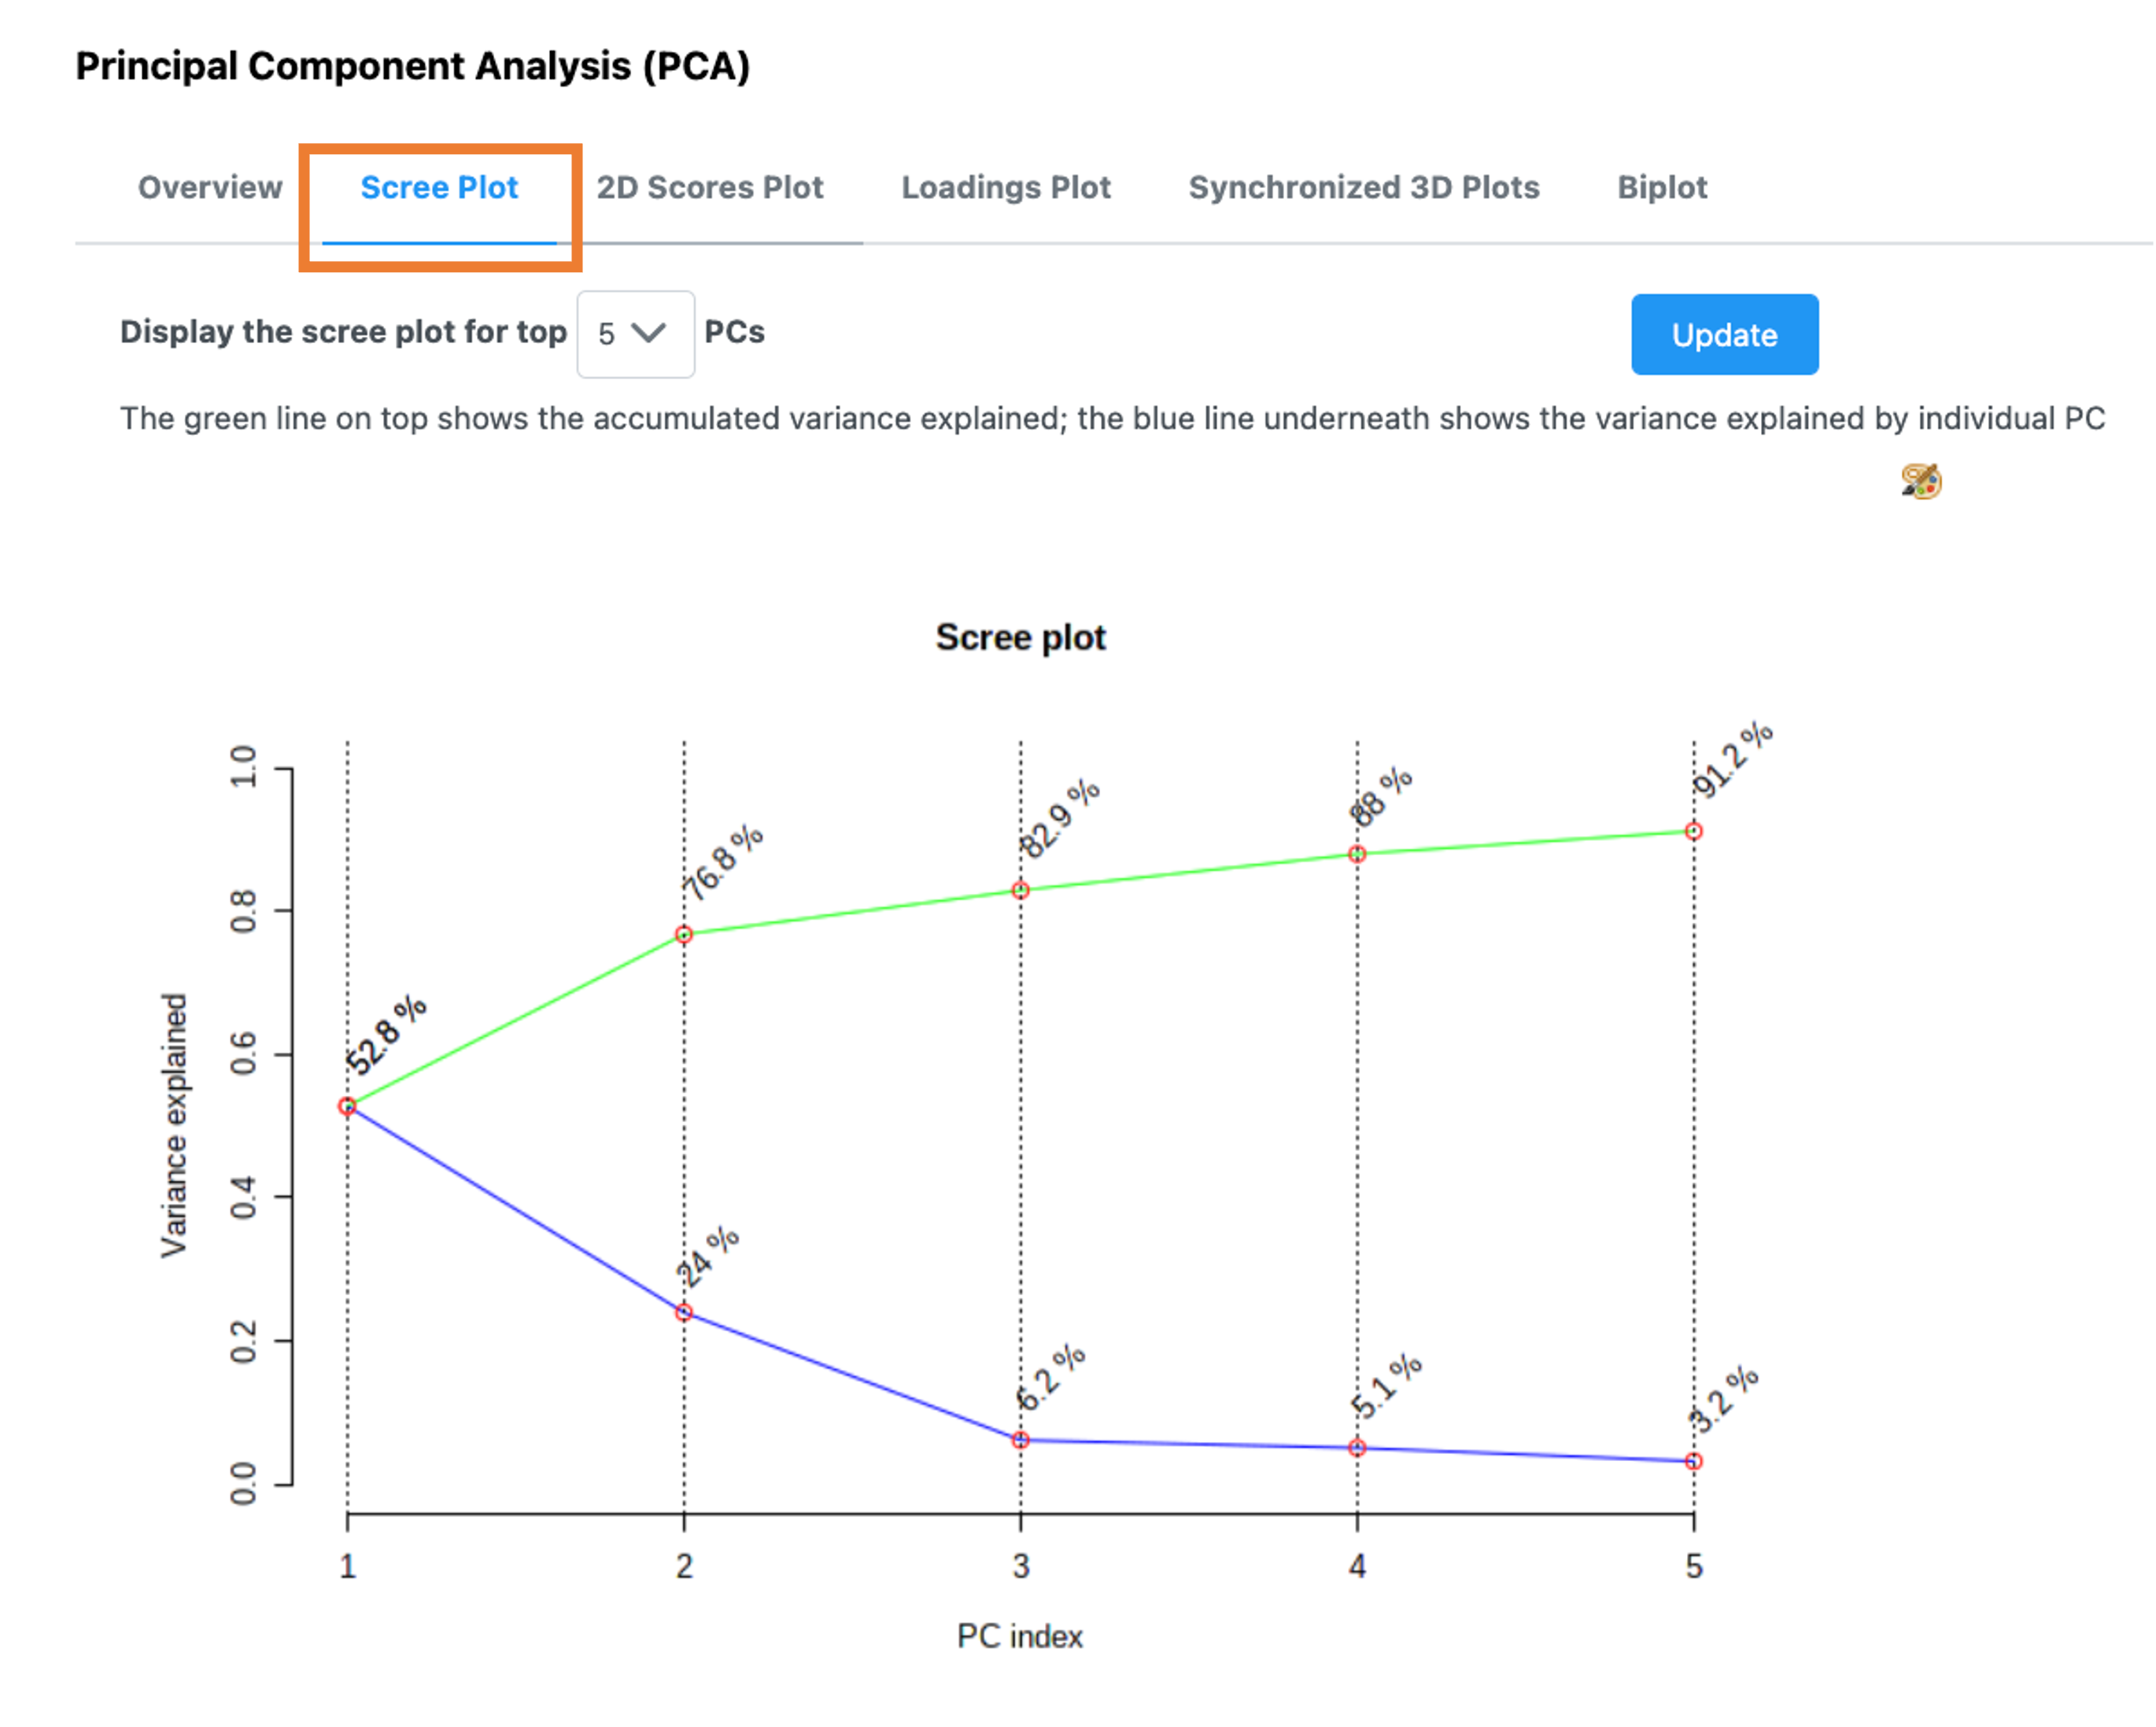 Principal Component Analysis (PCA)
Overview Scree Plot 2D Scores Plot Loadings Plot Synchronized 3D Plots Biplot
Display the scree plot for top 5 PCs Update
The green line on top shows the accumulated variance explained; the blue line underneath shows the variance explained by individual PC
Scree plot
Variance explained
1.0
0.8
0.6
0.4
0.2
0.0
52.8 %
76.8 %
82.9 %
88 %
91.2 %
24 %
6.2 %
5.1 %
3.2 %
1 2 3 4 5
PC index